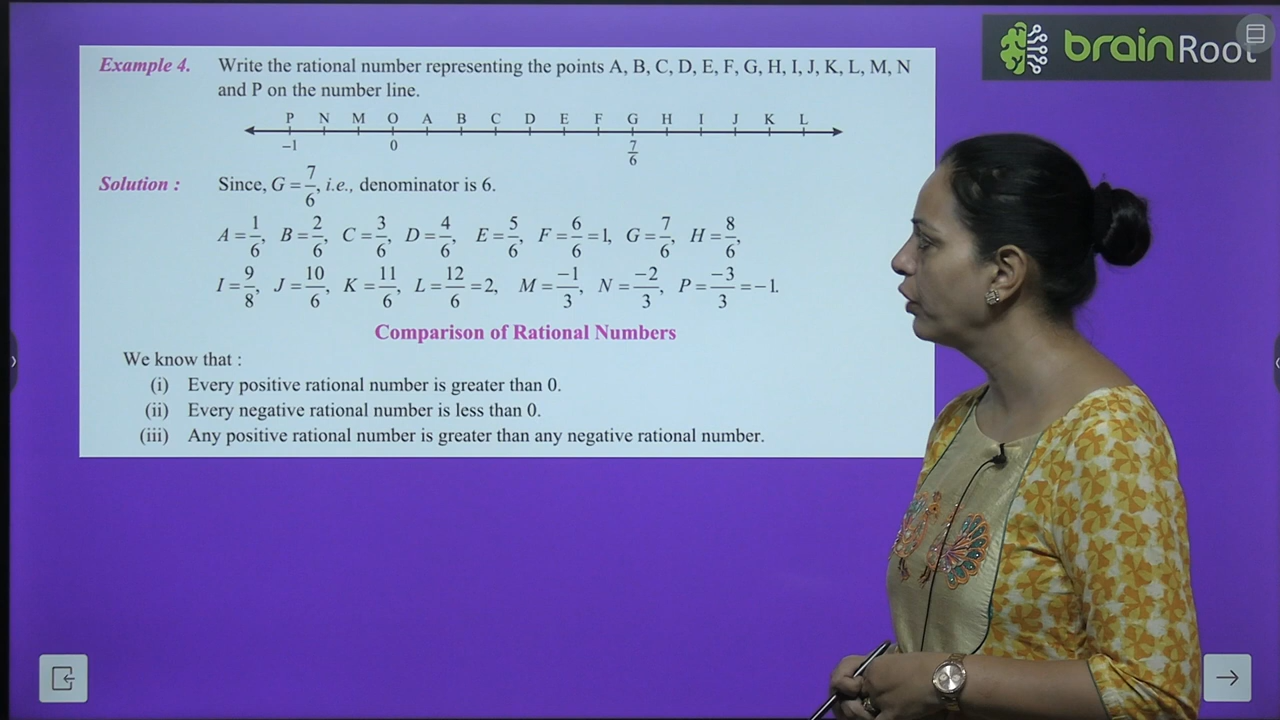 brainRoot
Example 4. Write the rational number representing the points A, B, C, D, E, F, G, H, I, J, K, L, M, N
and P on the number line.
P N M O A B C D E F G H I J K L
−1 0 7/6
Solution : Since, G = 7/6, i.e., denominator is 6.
A = 1/6, B = 2/6, C = 3/6, D = 4/6, E = 5/6, F = 6/6 = 1, G = 7/6, H = 8/6,
I = 9/8, J = 10/6, K = 11/6, L = 12/6 = 2, M = −1/3, N = −2/3, P = −3/3 = −1.
Comparison of Rational Numbers
We know that :
(i) Every positive rational number is greater than 0.
(ii) Every negative rational number is less than 0.
(iii) Any positive rational number is greater than any negative rational number.